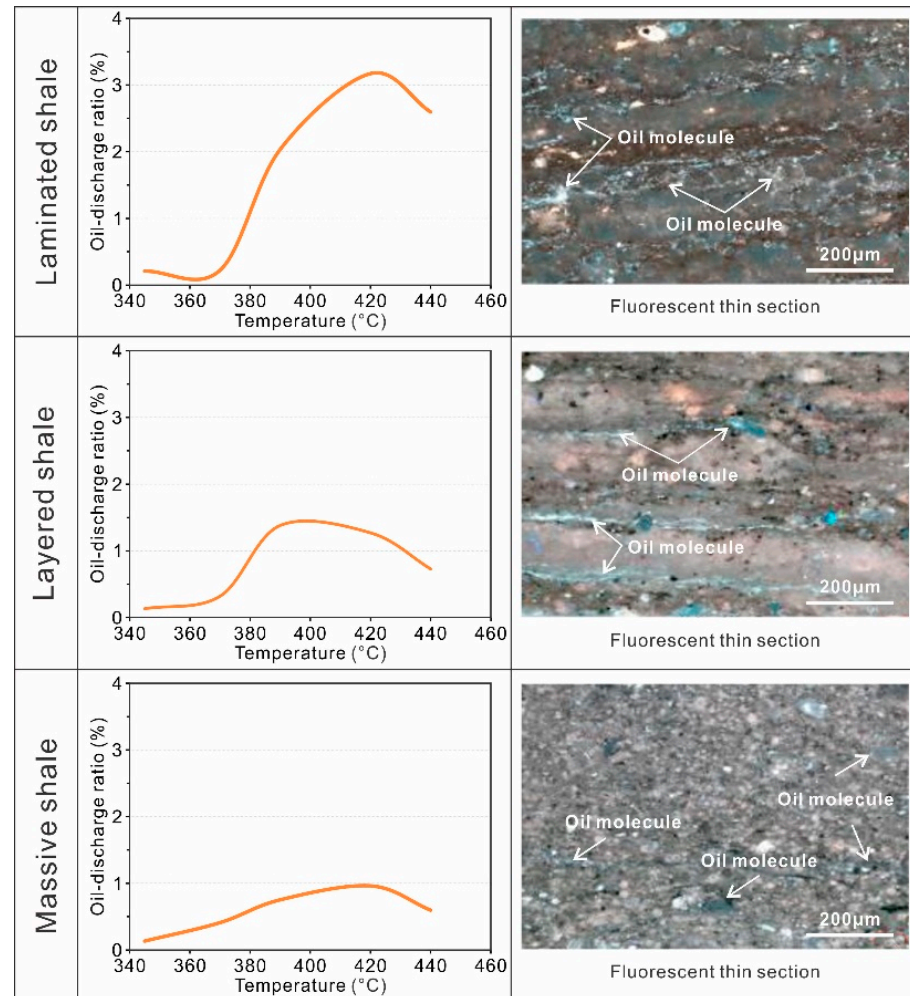 Laminated shale
Oil-discharge ratio (%)
4
3
2
1
0
340 360 380 400 420 440 460
Temperature (°C)
Oil molecule
Oil molecule
200μm
Fluorescent thin section
Layered shale
Oil-discharge ratio (%)
4
3
2
1
0
340 360 380 400 420 440 460
Temperature (°C)
Oil molecule
Oil molecule
200μm
Fluorescent thin section
Massive shale
Oil-discharge ratio (%)
4
3
2
1
0
340 360 380 400 420 440 460
Temperature (°C)
Oil molecule
Oil molecule
Oil molecule
200μm
Fluorescent thin section